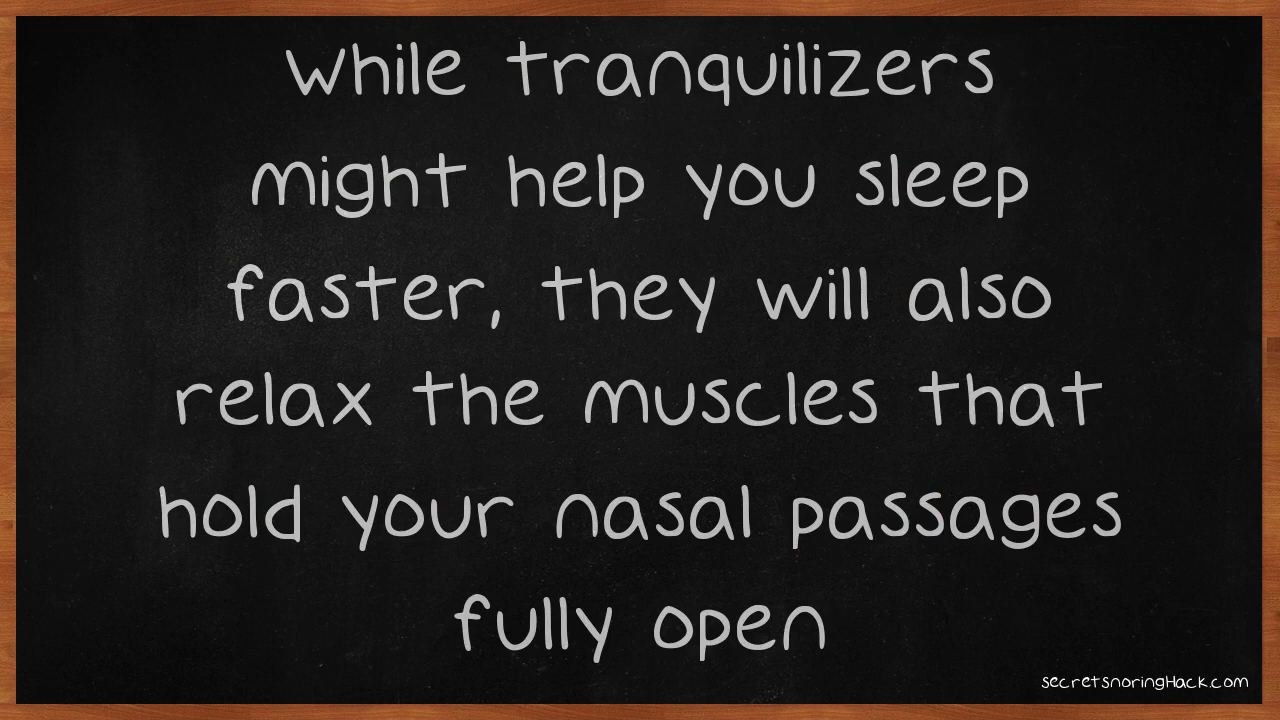 While tranquilizers
might help you sleep
faster, they will also
relax the muscles that
hold your nasal passages
fully open
secretsnoringHack.com